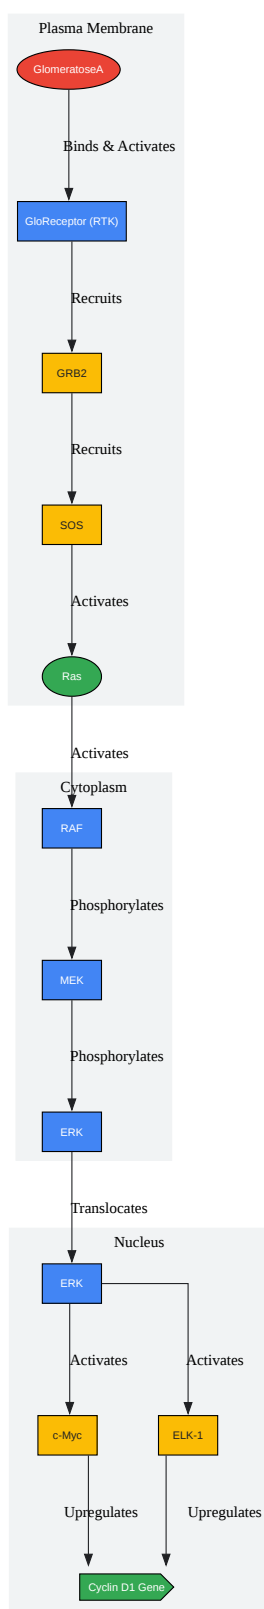 Plasma Membrane
GlomeratoseA
Binds & Activates
GloReceptor (RTK)
Recruits
GRB2
Recruits
SOS
Activates
Ras
Activates
Cytoplasm
RAF
Phosphorylates
MEK
Phosphorylates
ERK
Translocates
Nucleus
ERK
Activates
Activates
c-Myc
ELK-1
Upregulates
Upregulates
Cyclin D1 Gene